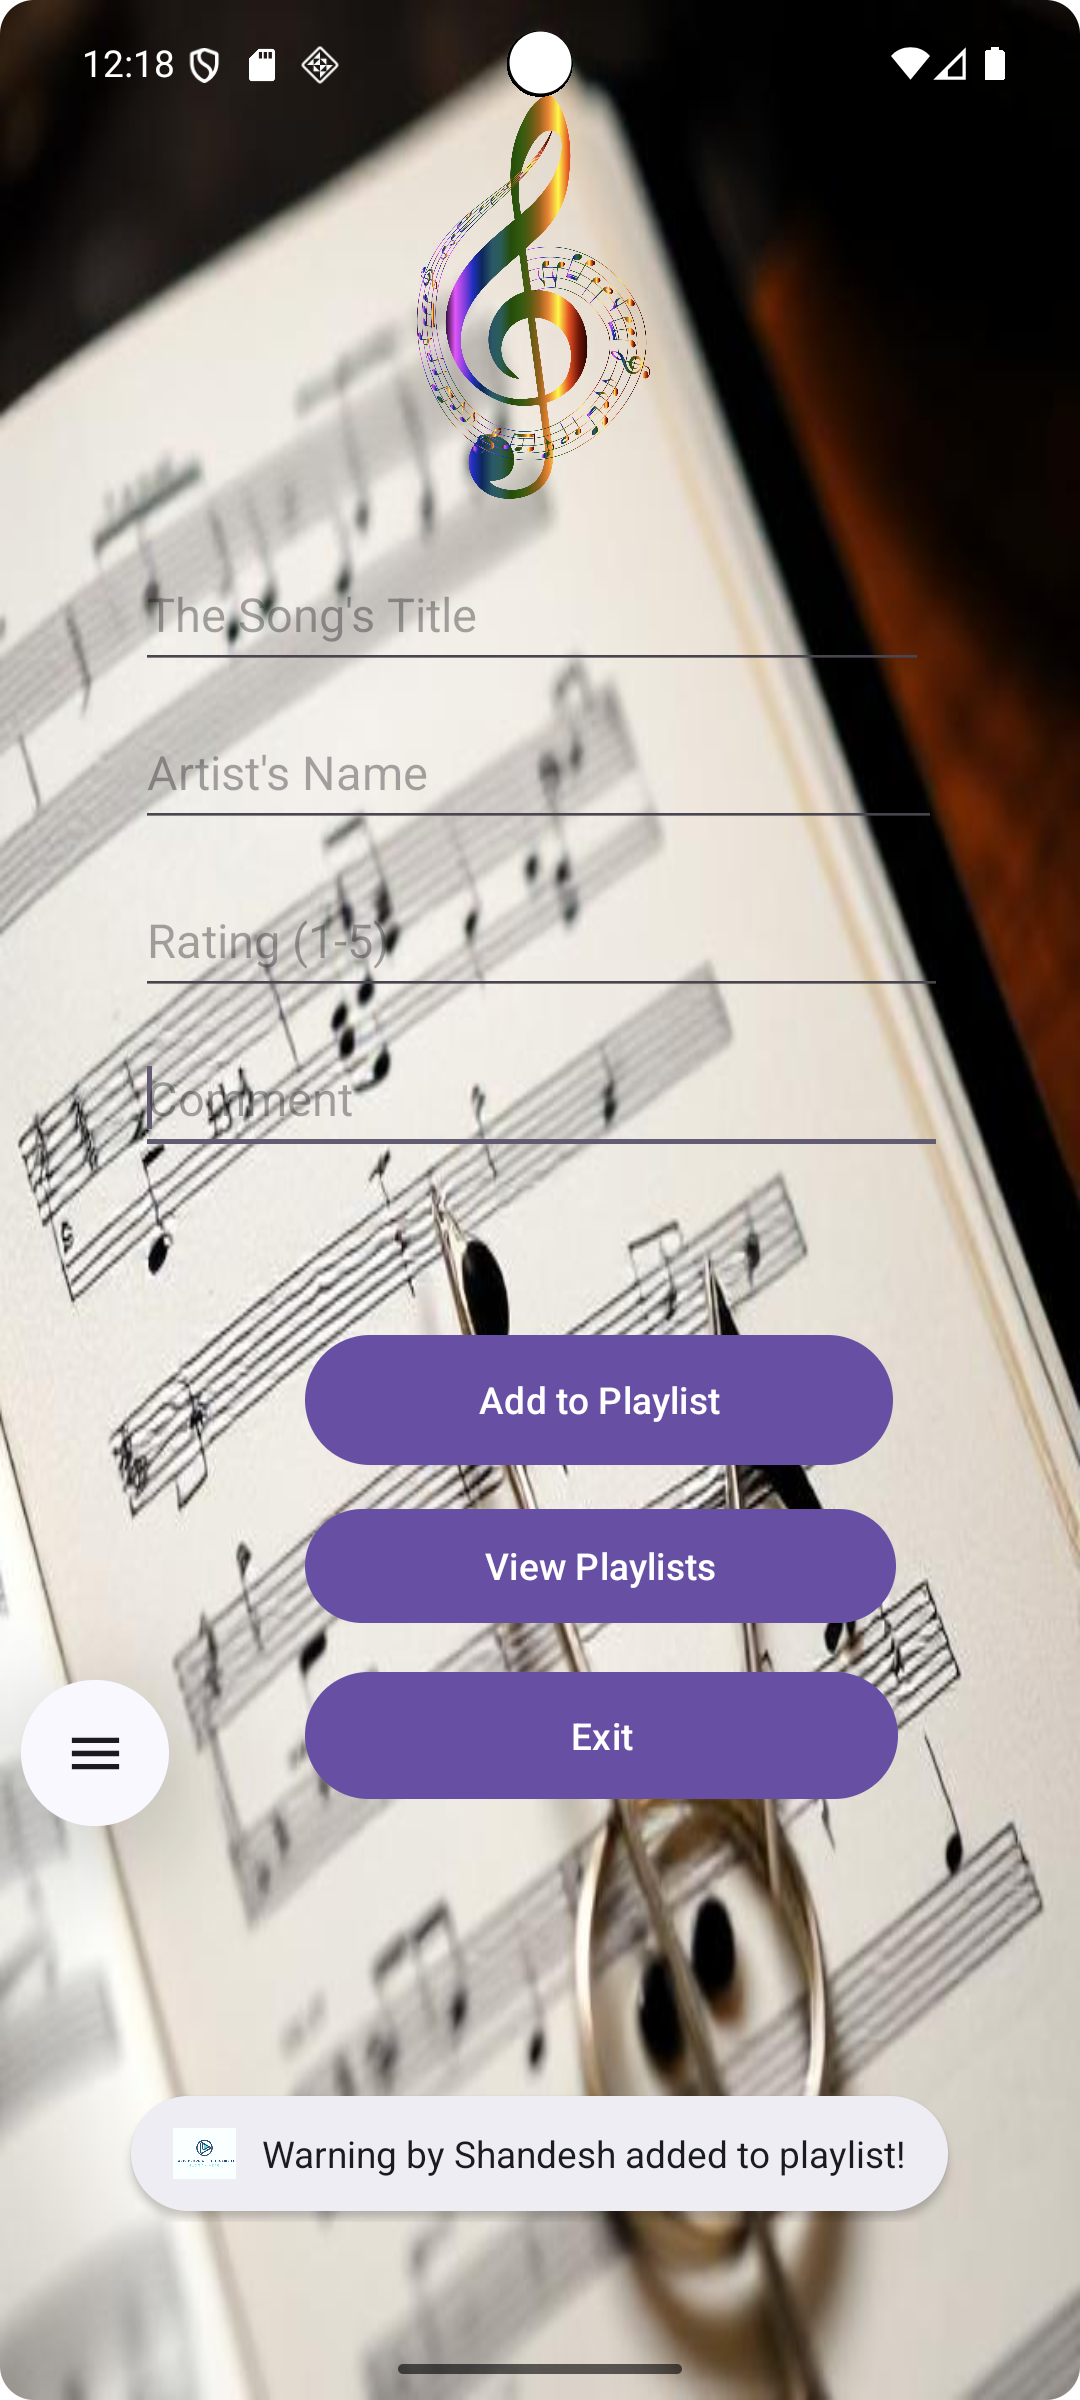 12:18
The Song's Title
Artist's Name
Rating (1-5)
Comment
Add to Playlist
View Playlists
Exit
Warning by Shandesh added to playlist!